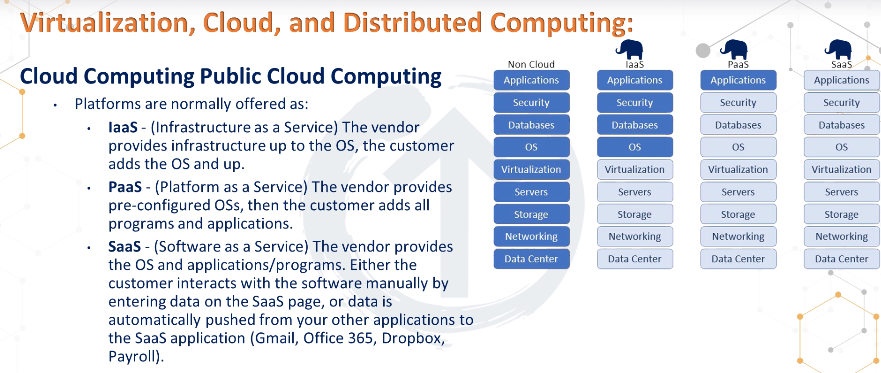 Virtualization, Cloud, and Distributed Computing:
Cloud Computing Public Cloud Computing
• Platforms are normally offered as:
• IaaS - (Infrastructure as a Service) The vendor
provides infrastructure up to the OS, the customer
adds the OS and up.
• PaaS - (Platform as a Service) The vendor provides
pre-configured OSs, then the customer adds all
programs and applications.
• SaaS - (Software as a Service) The vendor provides
the OS and applications/programs. Either the
customer interacts with the software manually by
entering data on the SaaS page, or data is
automatically pushed from your other applications to
the SaaS application (Gmail, Office 365, Dropbox,
Payroll).
Non Cloud
Applications
Security
Databases
OS
Virtualization
Servers
Storage
Networking
Data Center
IaaS
Applications
Security
Databases
OS
Virtualization
Servers
Storage
Networking
Data Center
PaaS
Applications
Security
Databases
OS
Virtualization
Servers
Storage
Networking
Data Center
SaaS
Applications
Security
Databases
OS
Virtualization
Servers
Storage
Networking
Data Center